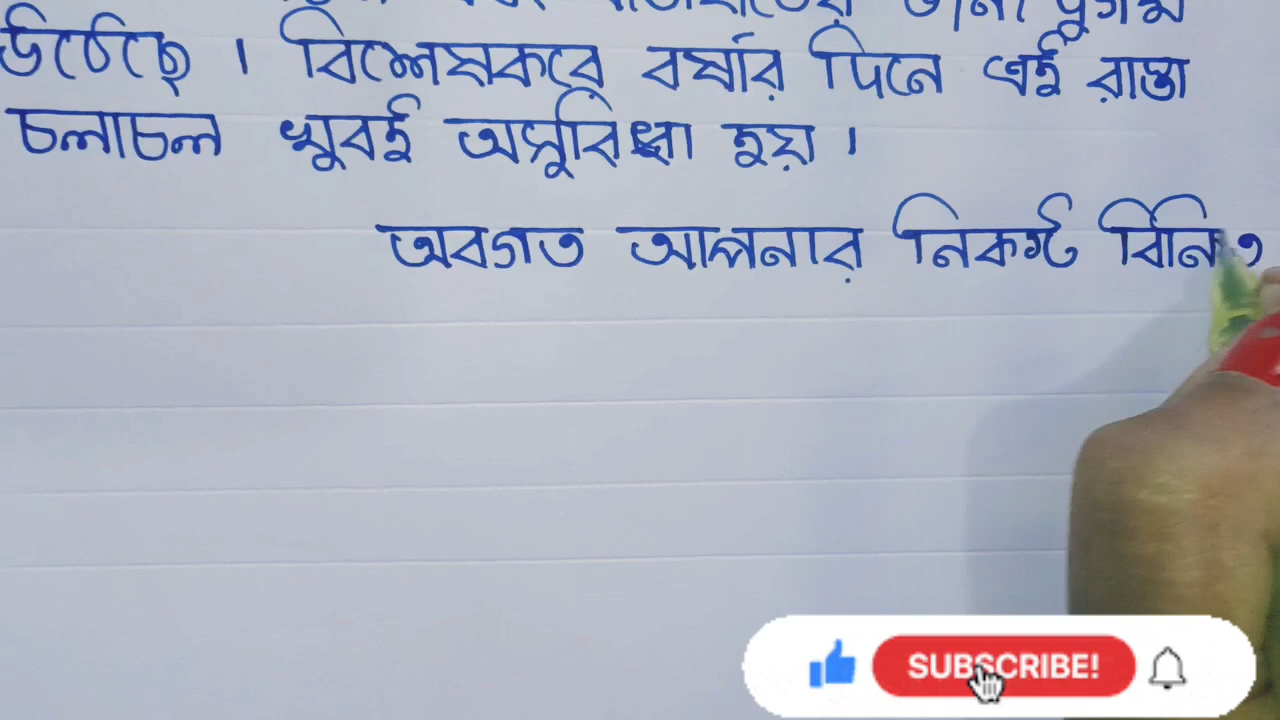 উঠেছে । বিশেষকরে বর্ষার দিনে এই রাস্তা
চলাচল খুবই অসুবিধা হয় ।
অবগত আপনার নিকট
SUBSCRIBE!